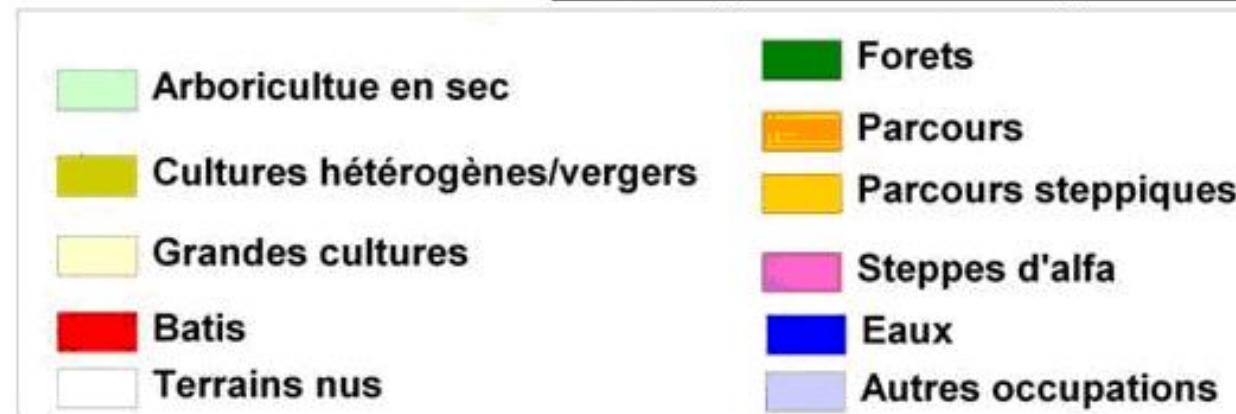 Arboricultue en sec
Cultures hétérogènes/vergers
Grandes cultures
Batis
Terrains nus
Forets
Parcours
Parcours steppiques
Steppes d'alfa
Eaux
Autres occupations